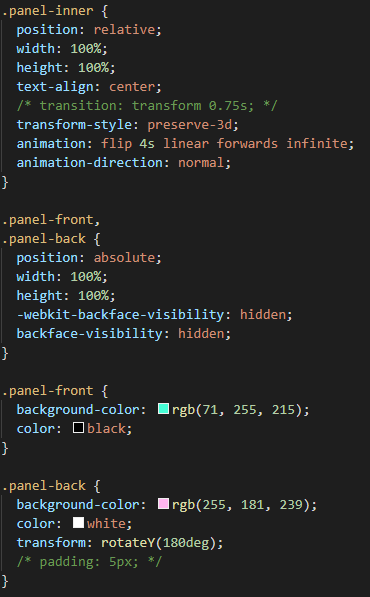 .panel-inner {
  position: relative;
  width: 100%;
  height: 100%;
  text-align: center;
  /* transition: transform 0.75s; */
  transform-style: preserve-3d;
  animation: flip 4s linear forwards infinite;
  animation-direction: normal;
}

.panel-front,
.panel-back {
  position: absolute;
  width: 100%;
  height: 100%;
  -webkit-backface-visibility: hidden;
  backface-visibility: hidden;
}

.panel-front {
  background-color: rgb(71, 255, 215);
  color: black;
}

.panel-back {
  background-color: rgb(255, 181, 239);
  color: white;
  transform: rotateY(180deg);
  /* padding: 5px; */
}